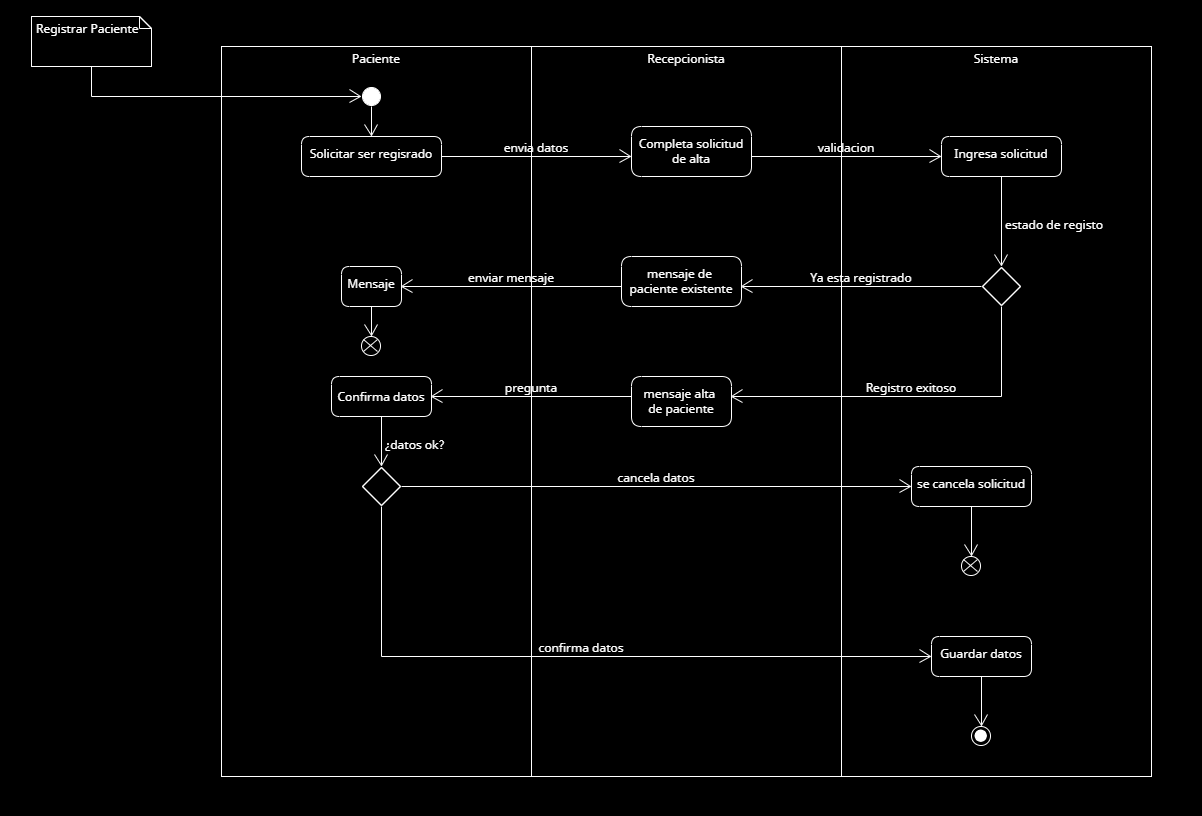 Registrar Paciente
Paciente
Recepcionista
Sistema
Solicitar ser regisrado
envia datos
Completa solicitud
de alta
validacion
Ingresa solicitud
estado de registo
Ya esta registrado
mensaje de
paciente existente
enviar mensaje
Mensaje
Registro exitoso
mensaje alta
de paciente
pregunta
Confirma datos
¿datos ok?
cancela datos
se cancela solicitud
confirma datos
Guardar datos